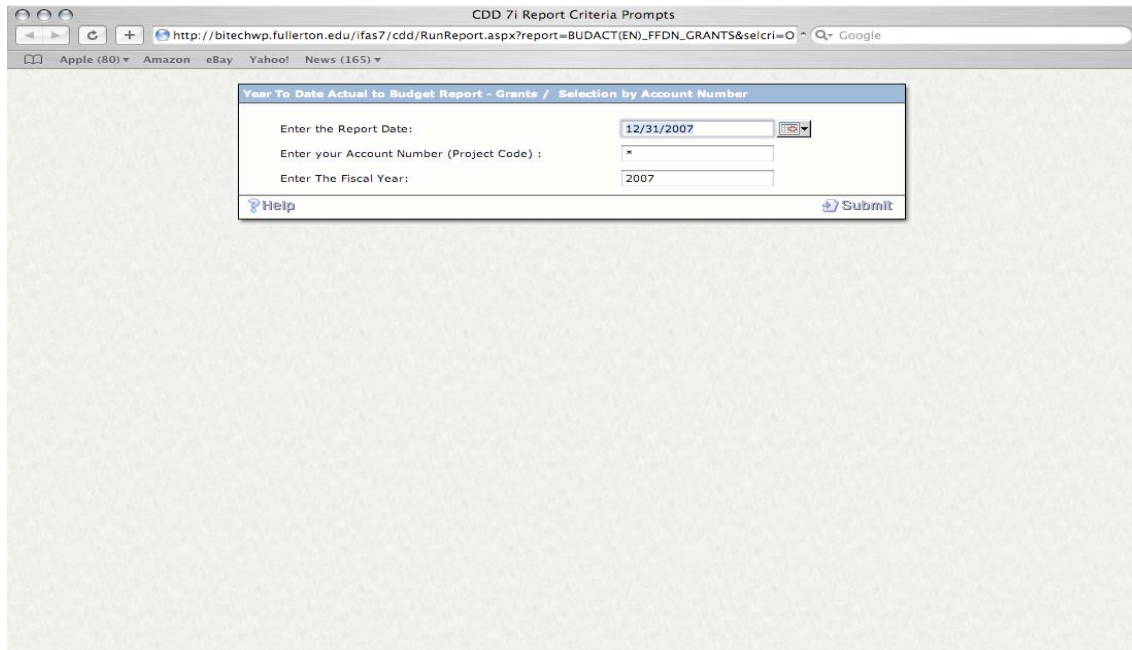 CDD 7i Report Criteria Prompts
http://bitechwp.fullerton.edu/ifas7/cdd/RunReport.aspx?report=BUDACT(EN)_FFDN_GRANTS&selcri=O Google
Apple (80) Amazon eBay Yahoo! News (165)
Year To Date Actual to Budget Report - Grants / Selection by Account Number
Enter the Report Date: 12/31/2007
Enter your Account Number (Project Code) : *
Enter The Fiscal Year: 2007
Help Submit